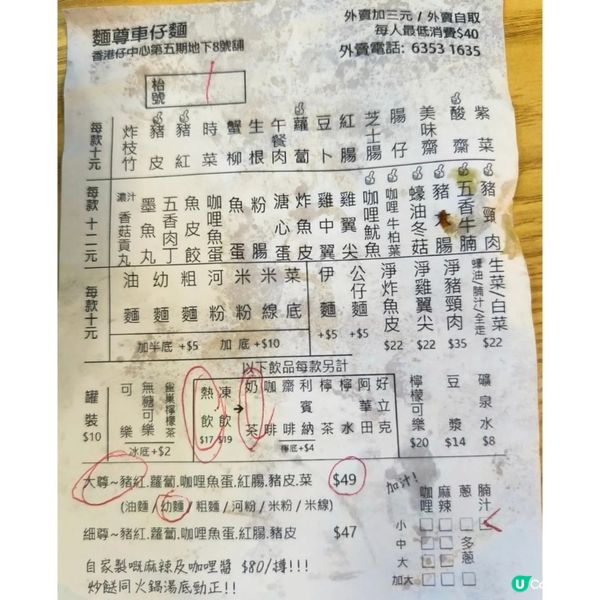 麵尊車仔麵
香港仔中心第五期地下8號舖
外賣加三元 / 外賣自取
每人最低消費$40
外賣電話: 6353 1635
枱號 1
每款十元
炸枝竹
豬皮
豬紅
時菜
蟹柳
生根
午餐肉
蘿蔔
豆卜
紅腸
芝士腸
腸仔
美味齋
酸齋
紫菜
每款十二元
濃汁香菇貢丸
墨魚丸
五香肉丁
魚皮餃
咖喱魚蛋
魚蛋
粉腸
溏心蛋
炸魚蛋
雞中翼
雞翼尖
咖喱魷魚
咖喱牛柏葉
蠔油冬菇
豬大腸
五香牛腩
豬頸肉
每款十元
油麵
幼麵
粗麵
河粉
米粉
米線
菜底
加半底 +$5
加底 +$10
伊麵 +$5
公仔麵 +$5
淨炸魚皮 $22
淨雞翼尖 $22
淨豬頸肉 $35
生菜/白菜 蠔油/腩汁/全走 $22
以下飲品每款另計
罐裝 $10
可樂
無糖可樂
雀巢檸檬茶
冰底+$2
熱飲 $17
凍飲 $19
→
奶茶
咖啡
齋啡
利賓納
檸茶
檸水
阿華田
好立克
檸底+$4
檸檬可樂 $20
豆漿 $14
礦泉水 $8
大尊~豬紅.蘿蔔.咖喱魚蛋.紅腸.豬皮.菜 $49
(油麵/幼麵/粗麵/河粉/米粉/米線)
細尊~豬紅.蘿蔔.咖喱魚蛋.紅腸.豬皮 $47
自家製嘅麻辣及咖喱醬 $80/樽!!!
炒餸同火鍋湯底勁正!!
加汁!
咖喱
麻辣
蔥
腩汁
小
中
大
加大
多蔥
U